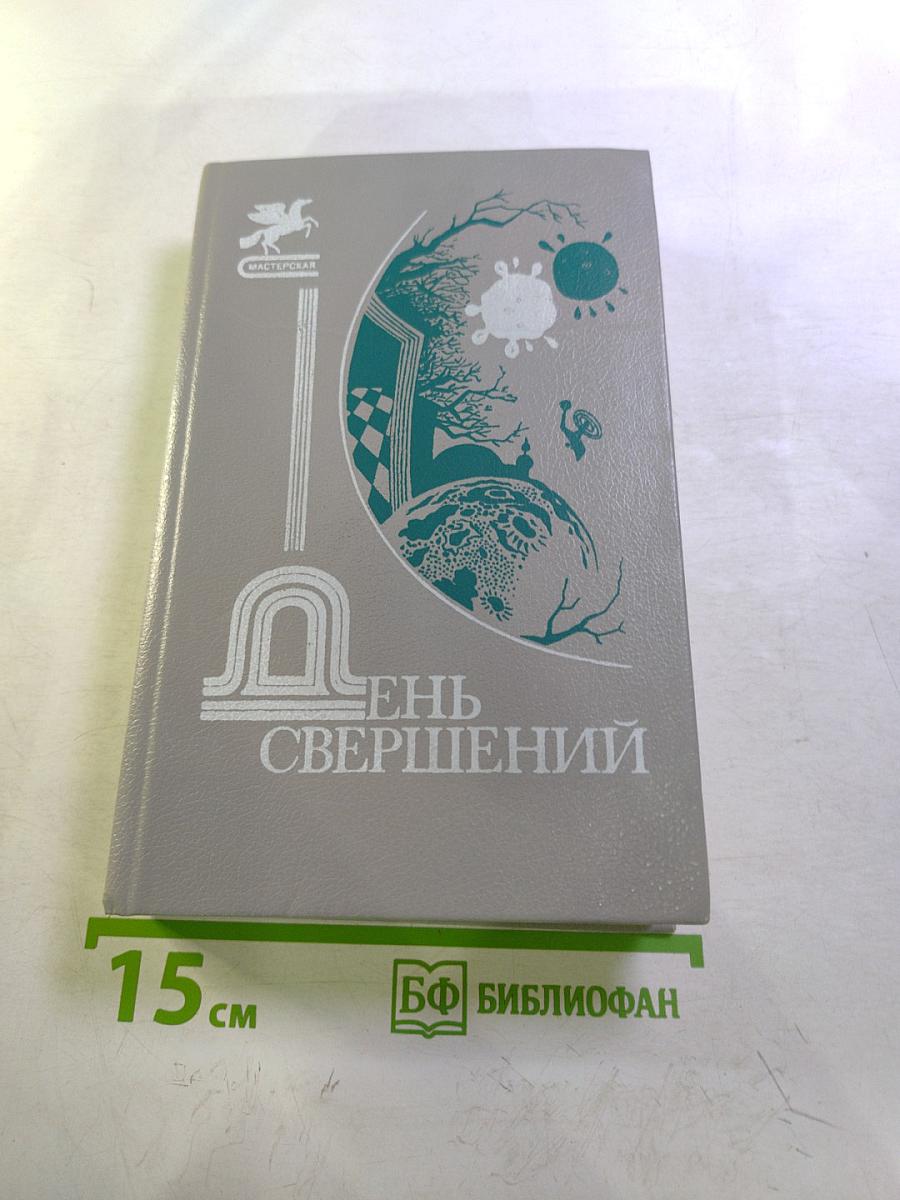 МАСТЕРСКАЯ
ДЕНЬ
СВЕРШЕНИЙ
15 см
БФ БИБЛИОФАН